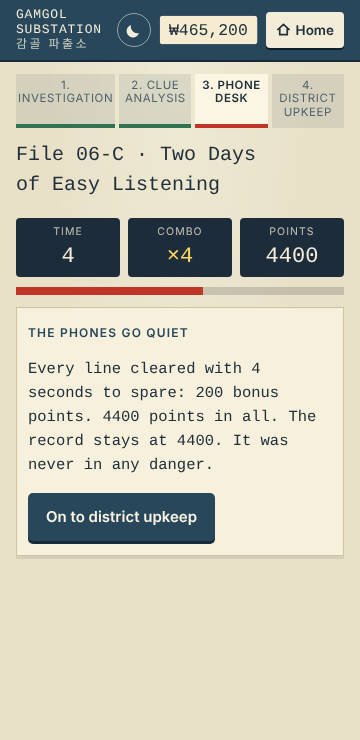 GAMGOL
SUBSTATION
감골 파출소
₩465,200
Home
1.
INVESTIGATION
2. CLUE
ANALYSIS
3. PHONE
DESK
4.
DISTRICT
UPKEEP
File 06-C · Two Days
of Easy Listening
TIME
4
COMBO
×4
POINTS
4400
THE PHONES GO QUIET
Every line cleared with 4
seconds to spare: 200 bonus
points. 4400 points in all. The
record stays at 4400. It was
never in any danger.
On to district upkeep